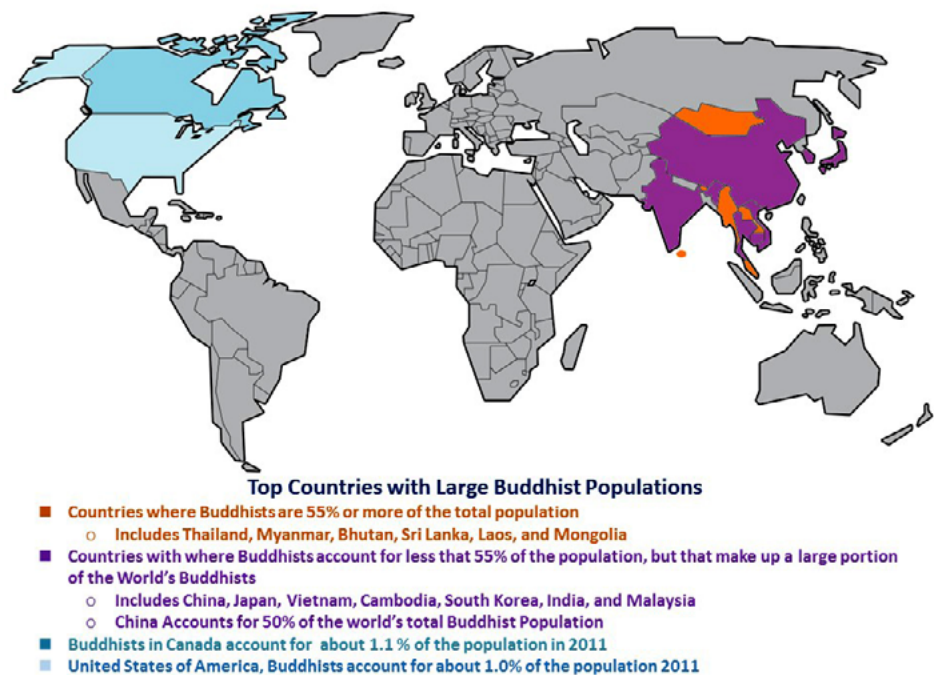 Top Countries with Large Buddhist Populations
Countries where Buddhists are 55% or more of the total population
Includes Thailand, Myanmar, Bhutan, Sri Lanka, Laos, and Mongolia
Countries with where Buddhists account for less that 55% of the population, but that make up a large portion
of the World's Buddhists
Includes China, Japan, Vietnam, Cambodia, South Korea, India, and Malaysia
China Accounts for 50% of the world's total Buddhist Population
Buddhists in Canada account for about 1.1 % of the population in 2011
United States of America, Buddhists account for about 1.0% of the population 2011